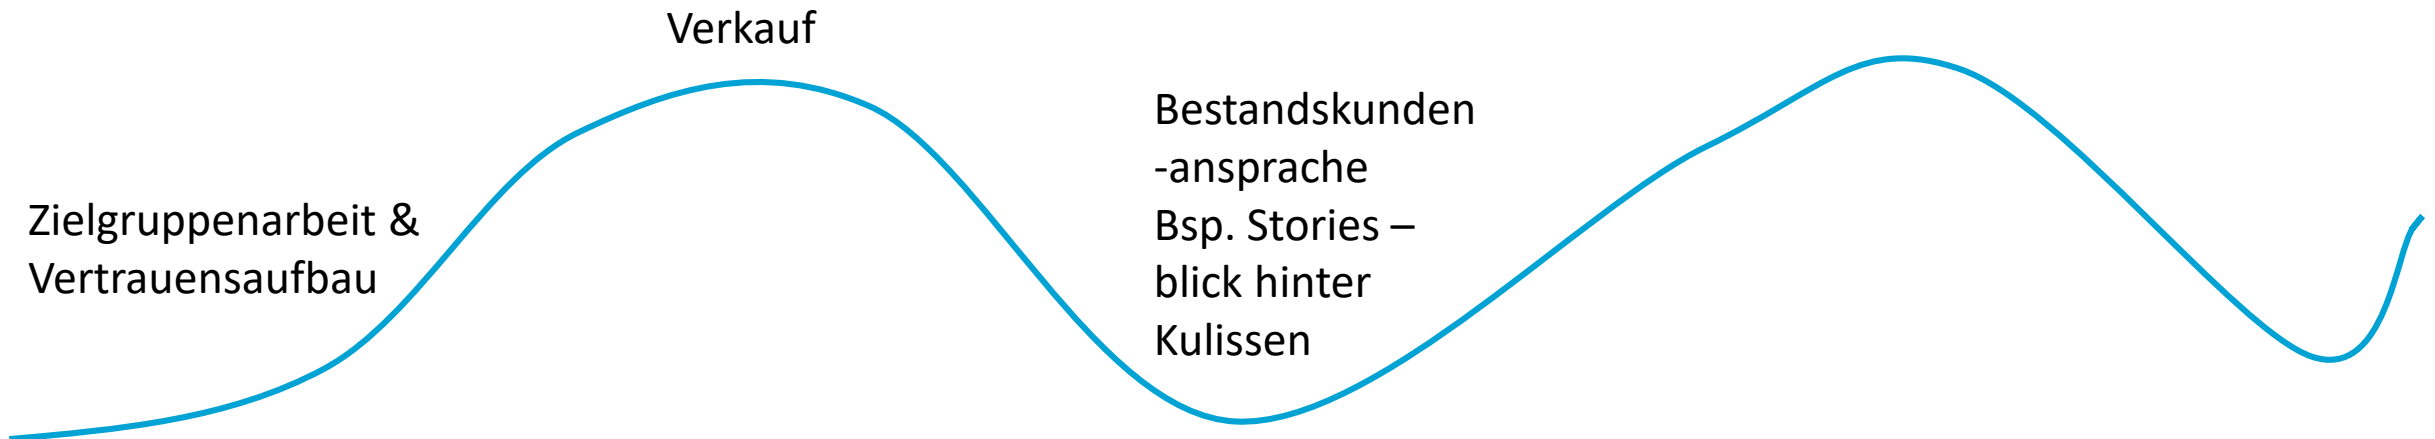 Verkauf
Zielgruppenarbeit &
Vertrauensaufbau
Bestandskunden
-ansprache
Bsp. Stories –
blick hinter
Kulissen